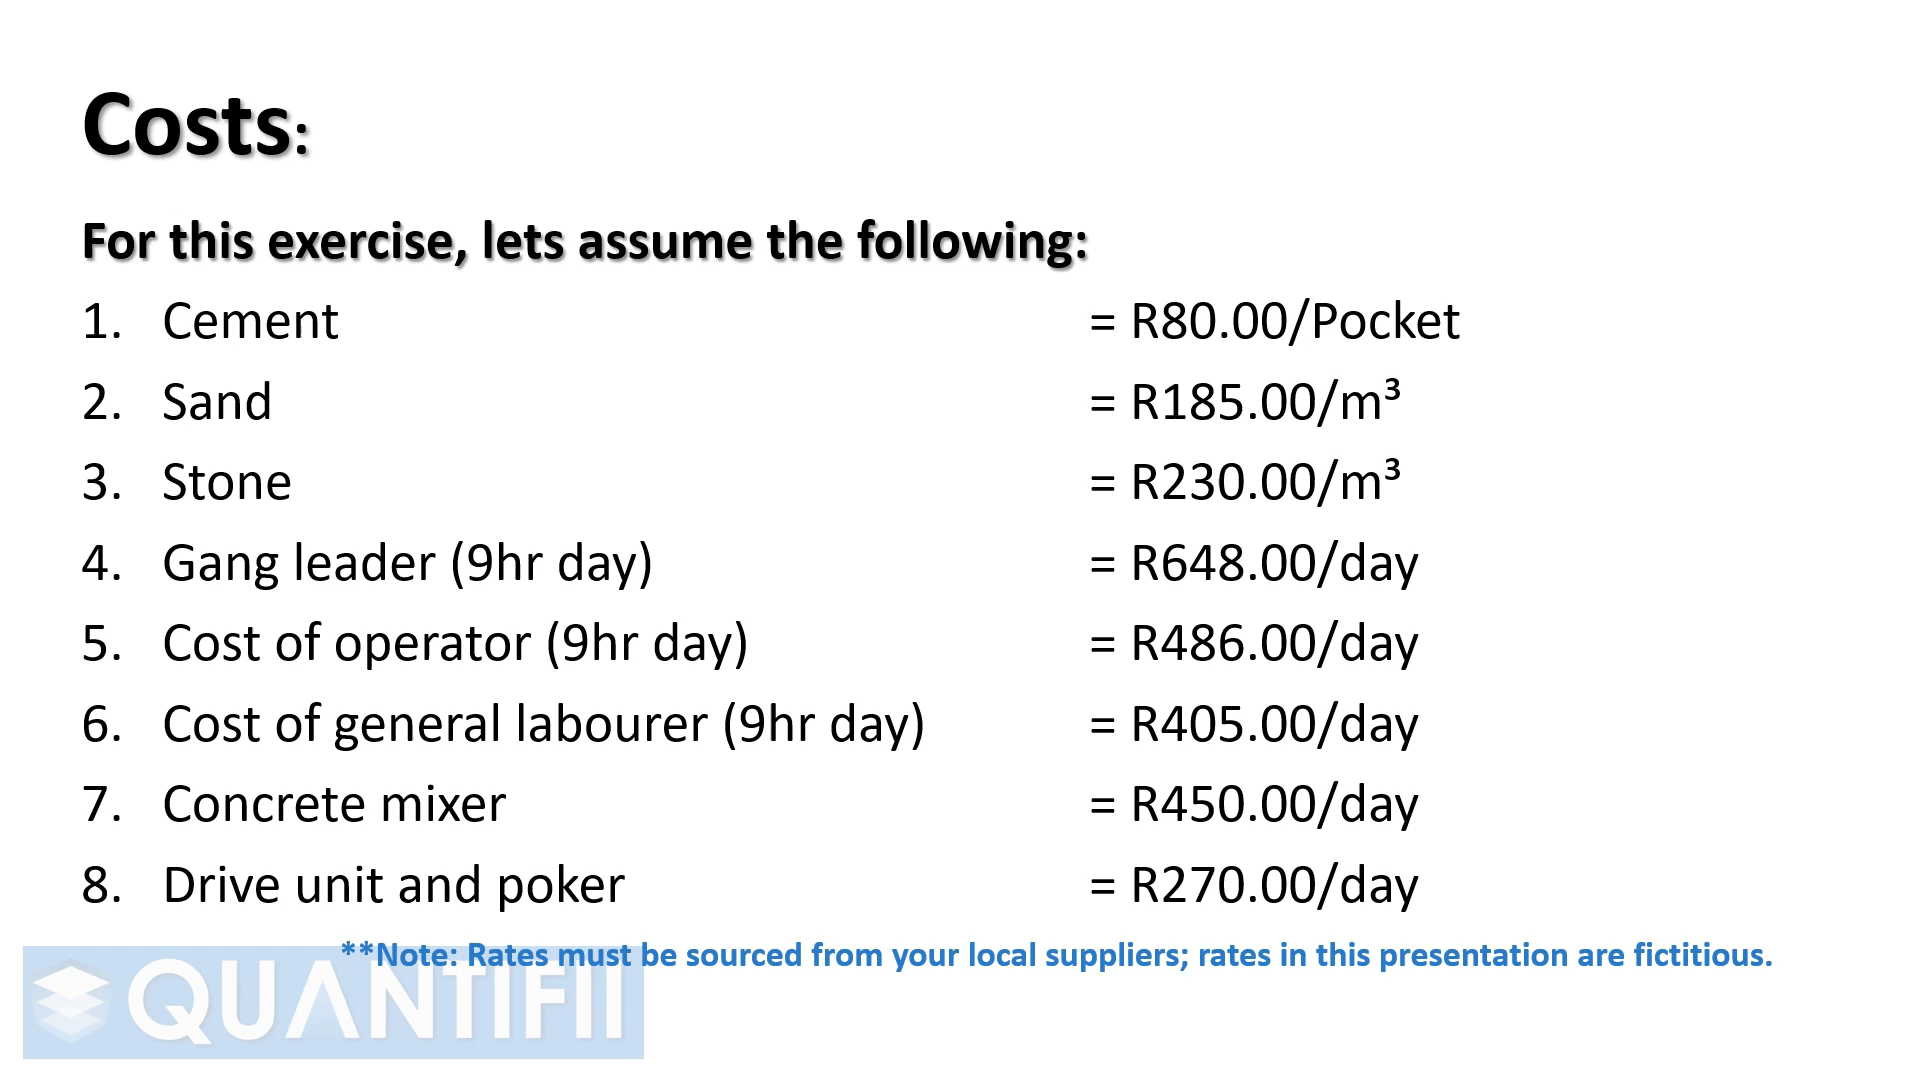 Costs:
For this exercise, lets assume the following:
1. Cement = R80.00/Pocket
2. Sand = R185.00/m³
3. Stone = R230.00/m³
4. Gang leader (9hr day) = R648.00/day
5. Cost of operator (9hr day) = R486.00/day
6. Cost of general labourer (9hr day) = R405.00/day
7. Concrete mixer = R450.00/day
8. Drive unit and poker = R270.00/day
**Note: Rates must be sourced from your local suppliers; rates in this presentation are fictitious.
QUANTIFII